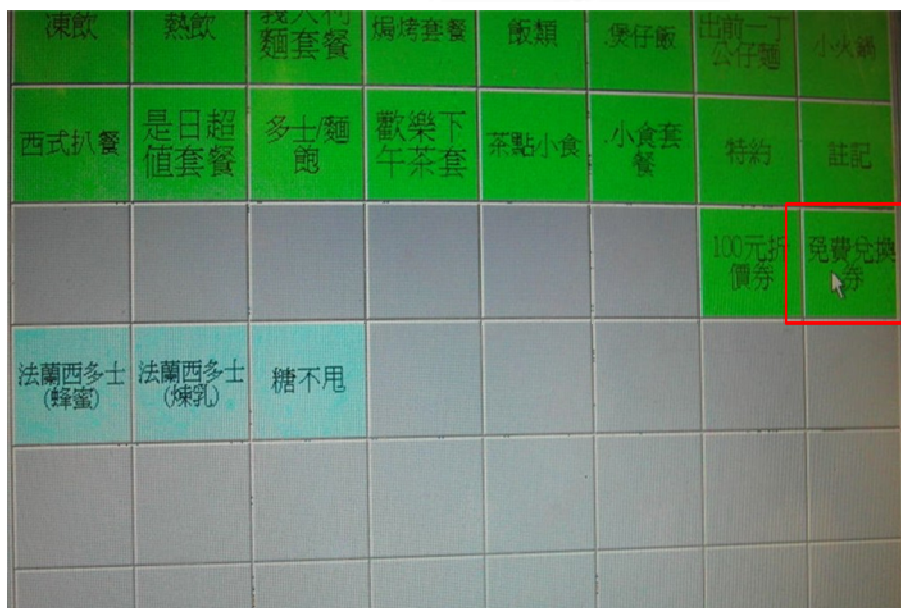 凍飲
熱飲
義大利
麵套餐
焗烤套餐
飯類
.煲仔飯
出前一丁
公仔麵
小火鍋
西式扒餐
是日超
值套餐
多士/麵
飽
歡樂下
午茶套
茶點小食
.小食套
餐
特約
註記
100元折
價券
免費兌換
券
法蘭西多士
(蜂蜜)
法蘭西多士
(煉乳)
糖不甩